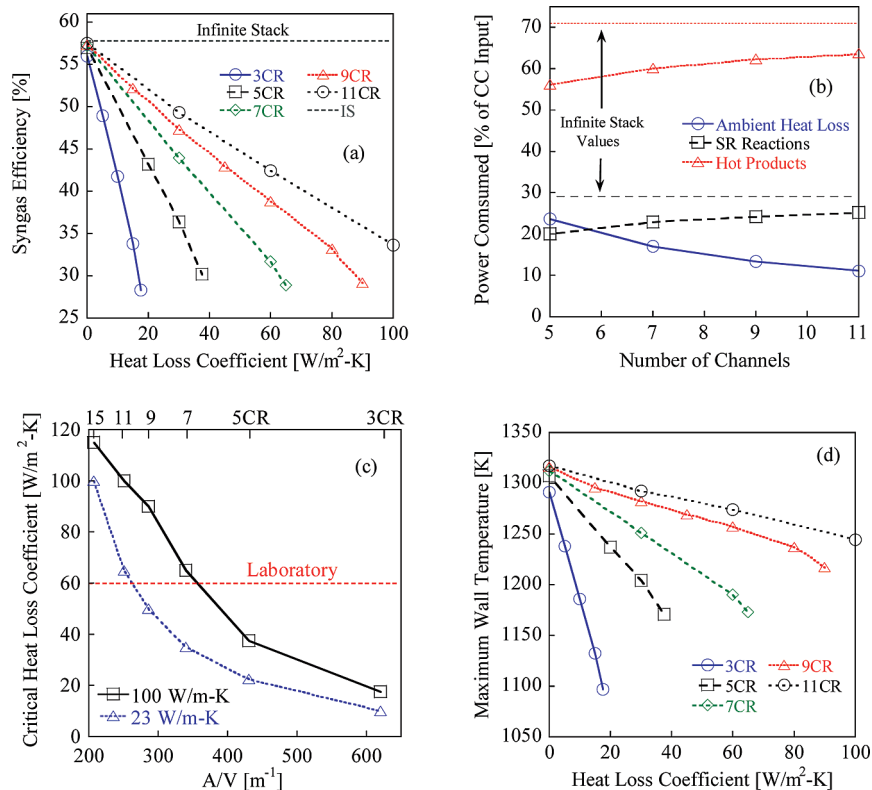 Infinite Stack
3CR
9CR
5CR
11CR
7CR
IS
(a)
Syngas Efficiency [%]
60
55
50
45
40
35
30
25
0
20
40
60
80
100
Heat Loss Coefficient [W/m²-K]
(b)
Infinite Stack
Values
Ambient Heat Loss
SR Reactions
Hot Products
Power Comsumed [% of CC Input]
80
70
60
50
40
30
20
10
0
5
6
7
8
9
10
11
Number of Channels
15
11
9
7
5CR
3CR
(c)
Laboratory
100 W/m-K
23 W/m-K
Critical Heat Loss Coefficient [W/m²-K]
120
100
80
60
40
20
0
200
300
400
500
600
A/V [m⁻¹]
(d)
3CR
9CR
5CR
11CR
7CR
Maximum Wall Temperature [K]
1350
1300
1250
1200
1150
1100
1050
0
20
40
60
80
100
Heat Loss Coefficient [W/m²-K]